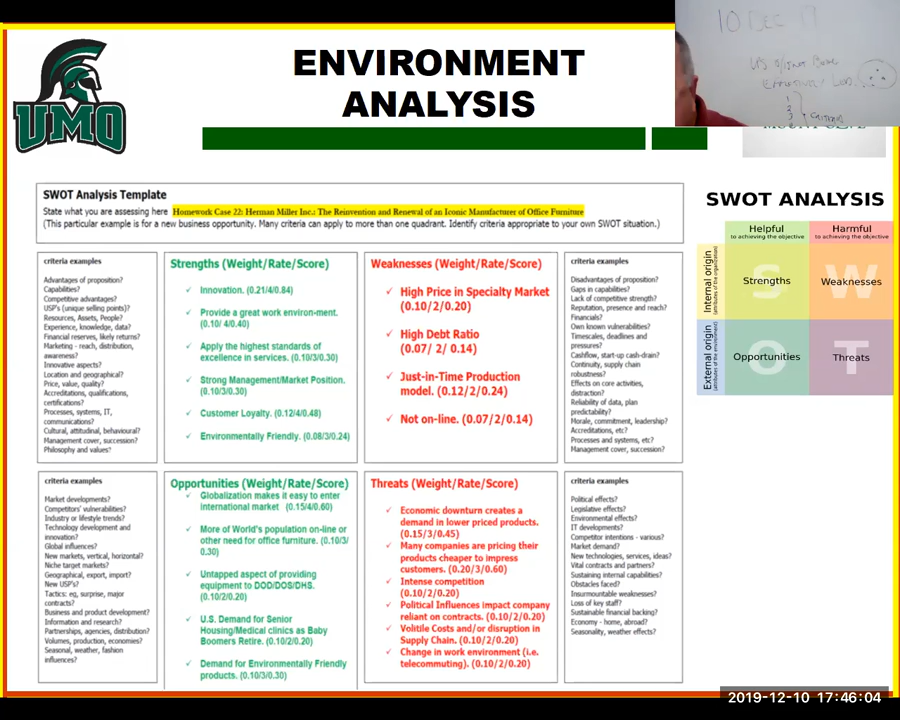 ENVIRONMENT
ANALYSIS
UMO
10 DEC
SWOT Analysis Template
State what you are assessing here Homework Case 22: Herman Miller Inc.: The Reinvention and Renewal of an Iconic Manufacturer of Office Furniture
(This particular example is for a new business opportunity. Many criteria can apply to more than one quadrant. Identify criteria appropriate to your own SWOT situation.)
criteria examples
Advantages of proposition?
Capabilities?
Competitive advantages?
USP's (unique selling points)?
Resources, Assets, People?
Experience, knowledge, data?
Financial reserves, likely returns?
Marketing - reach, distribution,
awareness?
Innovative aspects?
Location and geographical?
Price, value, quality?
Accreditations, qualifications,
certifications?
Processes, systems, IT,
communications?
Cultural, attitudinal, behavioural?
Management cover, succession?
Philosophy and values?
Strengths (Weight/Rate/Score)
Innovation. (0.21/4/0.84)
Provide a great work environ-ment.
(0.10/ 4/0.40)
Apply the highest standards of
excellence in services. (0.10/3/0.30)
Strong Management/Market Position.
(0.10/3/0.30)
Customer Loyalty. (0.12/4/0.48)
Environmentally Friendly. (0.08/3/0.24)
Weaknesses (Weight/Rate/Score)
High Price in Specialty Market
(0.10/2/0.20)
High Debt Ratio
(0.07/ 2/ 0.14)
Just-in-Time Production
model. (0.12/2/0.24)
Not on-line. (0.07/2/0.14)
criteria examples
Disadvantages of proposition?
Gaps in capabilities?
Lack of competitive strength?
Reputation, presence and reach?
Financials?
Own known vulnerabilities?
Timescales, deadlines and
pressures?
Cashflow, start-up cash-drain?
Continuity, supply chain
robustness?
Effects on core activities,
distraction?
Reliability of data, plan
predictability?
Morale, commitment, leadership?
Accreditations, etc?
Processes and systems, etc?
Management cover, succession?
criteria examples
Market developments?
Competitors' vulnerabilities?
Industry or lifestyle trends?
Technology development and
innovation?
Global influences?
New markets, vertical, horizontal?
Niche target markets?
Geographical, export, import?
New USP's?
Tactics: eg, surprise, major
contracts?
Business and product development?
Information and research?
Partnerships, agencies, distribution?
Volumes, production, economies?
Seasonal, weather, fashion
influences?
Opportunities (Weight/Rate/Score)
Globalization makes it easy to enter
international market (0.15/4/0.60)
More of World's population on-line or
other need for office furniture. (0.10/3/
0.30)
Untapped aspect of providing
equipment to DOD/DOS/DHS.
(0.10/2/0.20)
U.S. Demand for Senior
Housing/Medical clinics as Baby
Boomers Retire. (0.10/2/0.20)
Demand for Environmentally Friendly
products. (0.10/3/0.30)
Threats (Weight/Rate/Score)
Economic downturn creates a
demand in lower priced products.
(0.15/3/0.45)
Many companies are pricing their
products cheaper to impress
customers. (0.20/3/0.60)
Intense competition
(0.10/2/0.20)
Political Influences impact company
reliant on contracts. (0.10/2/0.20)
Volitile Costs and/or disruption in
Supply Chain. (0.10/2/0.20)
Change in work environment (i.e.
telecommuting). (0.10/2/0.20)
criteria examples
Political effects?
Legislative effects?
Environmental effects?
IT developments?
Competitor intentions - various?
Market demand?
New technologies, services, ideas?
Vital contracts and partners?
Sustaining internal capabilities?
Obstacles faced?
Insurmountable weaknesses?
Loss of key staff?
Sustainable financial backing?
Economy - home, abroad?
Seasonality, weather effects?
SWOT ANALYSIS
Helpful
to achieving the objective
Harmful
to achieving the objective
Internal origin
(attributes of the organization)
S
Strengths
W
Weaknesses
External origin
(attributes of the environment)
O
Opportunities
T
Threats
2019-12-10 17:46:04